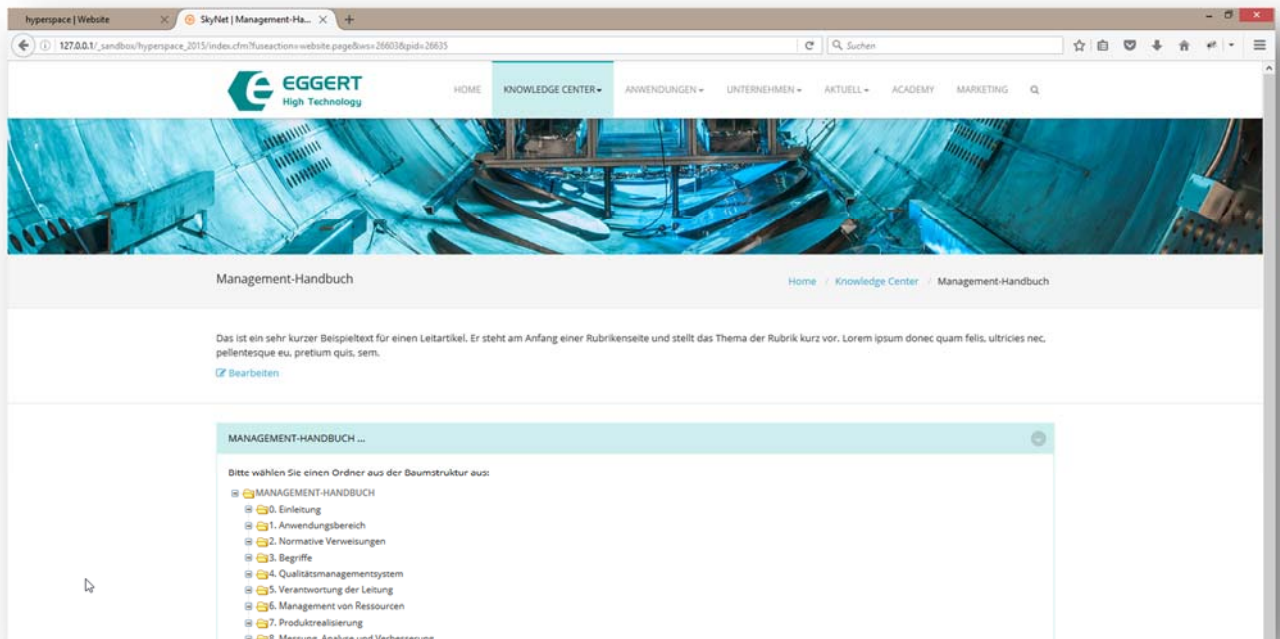 hyperspace | Website
SkyNet | Management-Ha...
127.0.0.1/_sandbox/hyperspace_2015/index.cfm?fuseaction=website.page&ws=26603&pid=26635
Suchen
EGGERT
High Technology
HOME
KNOWLEDGE CENTER
ANWENDUNGEN
UNTERNEHMEN
AKTUELL
ACADEMY
MARKETING
Management-Handbuch
Home / Knowledge Center / Management-Handbuch
Das ist ein sehr kurzer Beispieltext für einen Leitartikel. Er steht am Anfang einer Rubrikenseite und stellt das Thema der Rubrik kurz vor. Lorem ipsum donec quam felis, ultricies nec,
pellentesque eu, pretium quis, sem.
Bearbeiten
MANAGEMENT-HANDBUCH ...
Bitte wählen Sie einen Ordner aus der Baumstruktur aus:
MANAGEMENT-HANDBUCH
0. Einleitung
1. Anwendungsbereich
2. Normative Verweisungen
3. Begriffe
4. Qualitätsmanagementsystem
5. Verantwortung der Leitung
6. Management von Ressourcen
7. Produktrealisierung
8. Messung, Analyse und Verbesserung